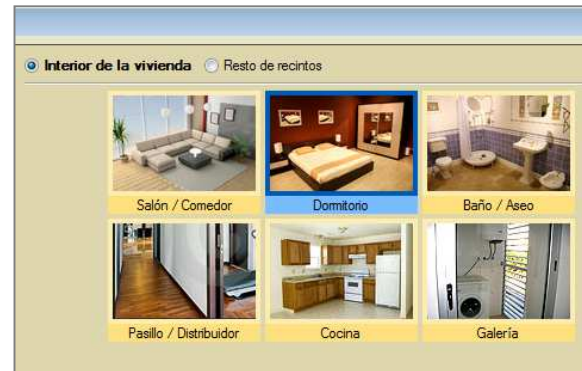 Interior de la vivienda Resto de recintos
Salón / Comedor Dormitorio Baño / Aseo
Pasillo / Distribuidor Cocina Galería